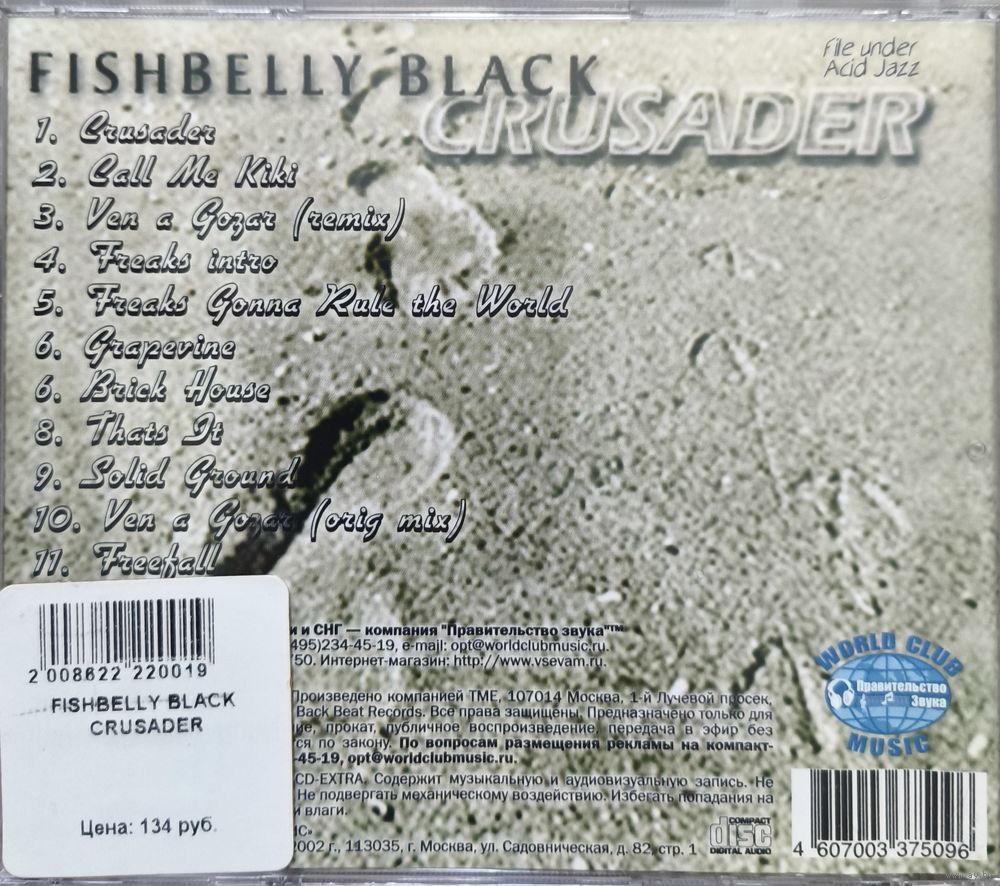 FISHBELLY BLACK
File under
Acid Jazz
CRUSADER
1. Crusader
2. Call Me Kiki
3. Ven a Gozar (remix)
4. Freaks intro
5. Freaks Gonna Rule the World
6. Grapevine
6. Brick House
8. Thats It
9. Solid Ground
10. Ven a Gozar (orig mix)
11. Freefall
и СНГ — компания "Правительство звука"™
495)234-45-19, e-mail: opt@worldclubmusic.ru.
50. Интернет-магазин: http://www.vsevam.ru.
Произведено компанией TME, 107014 Москва, 1-й Лучевой просек,
Back Beat Records. Все права защищены. Предназначено только для
ие, прокат, публичное воспроизведение, передача в эфир без
ся по закону. По вопросам размещения рекламы на компакт-
-45-19, opt@worldclubmusic.ru.
CD-EXTRA. Содержит музыкальную и аудиовизуальную запись. Не
Не подвергать механическому воздействию. Избегать попадания на
и влаги.
ИС»
2002 г., 113035, г. Москва, ул. Садовническая, д. 82, стр. 1
2 008622 220019
FISHBELLY BLACK
CRUSADER
Цена: 134 руб.
WORLD CLUB
Правительство
Звука
MUSIC
COMPACT
disc
DIGITAL AUDIO
4 607003 375096